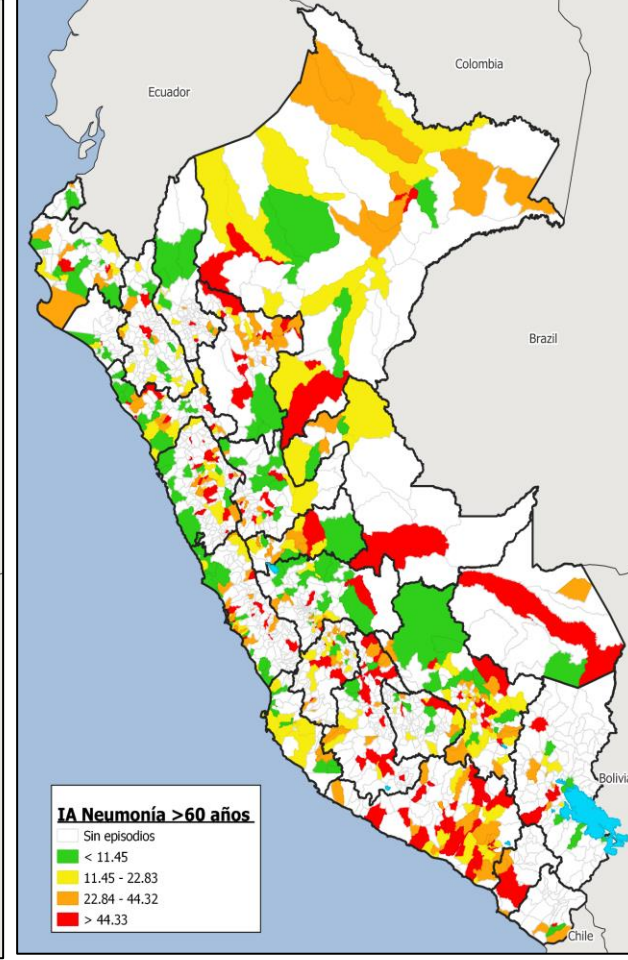 Colombia
Ecuador
Brazil
Bolivia
Chile
IA Neumonía >60 años
Sin episodios
< 11.45
11.45 - 22.83
22.84 - 44.32
> 44.33